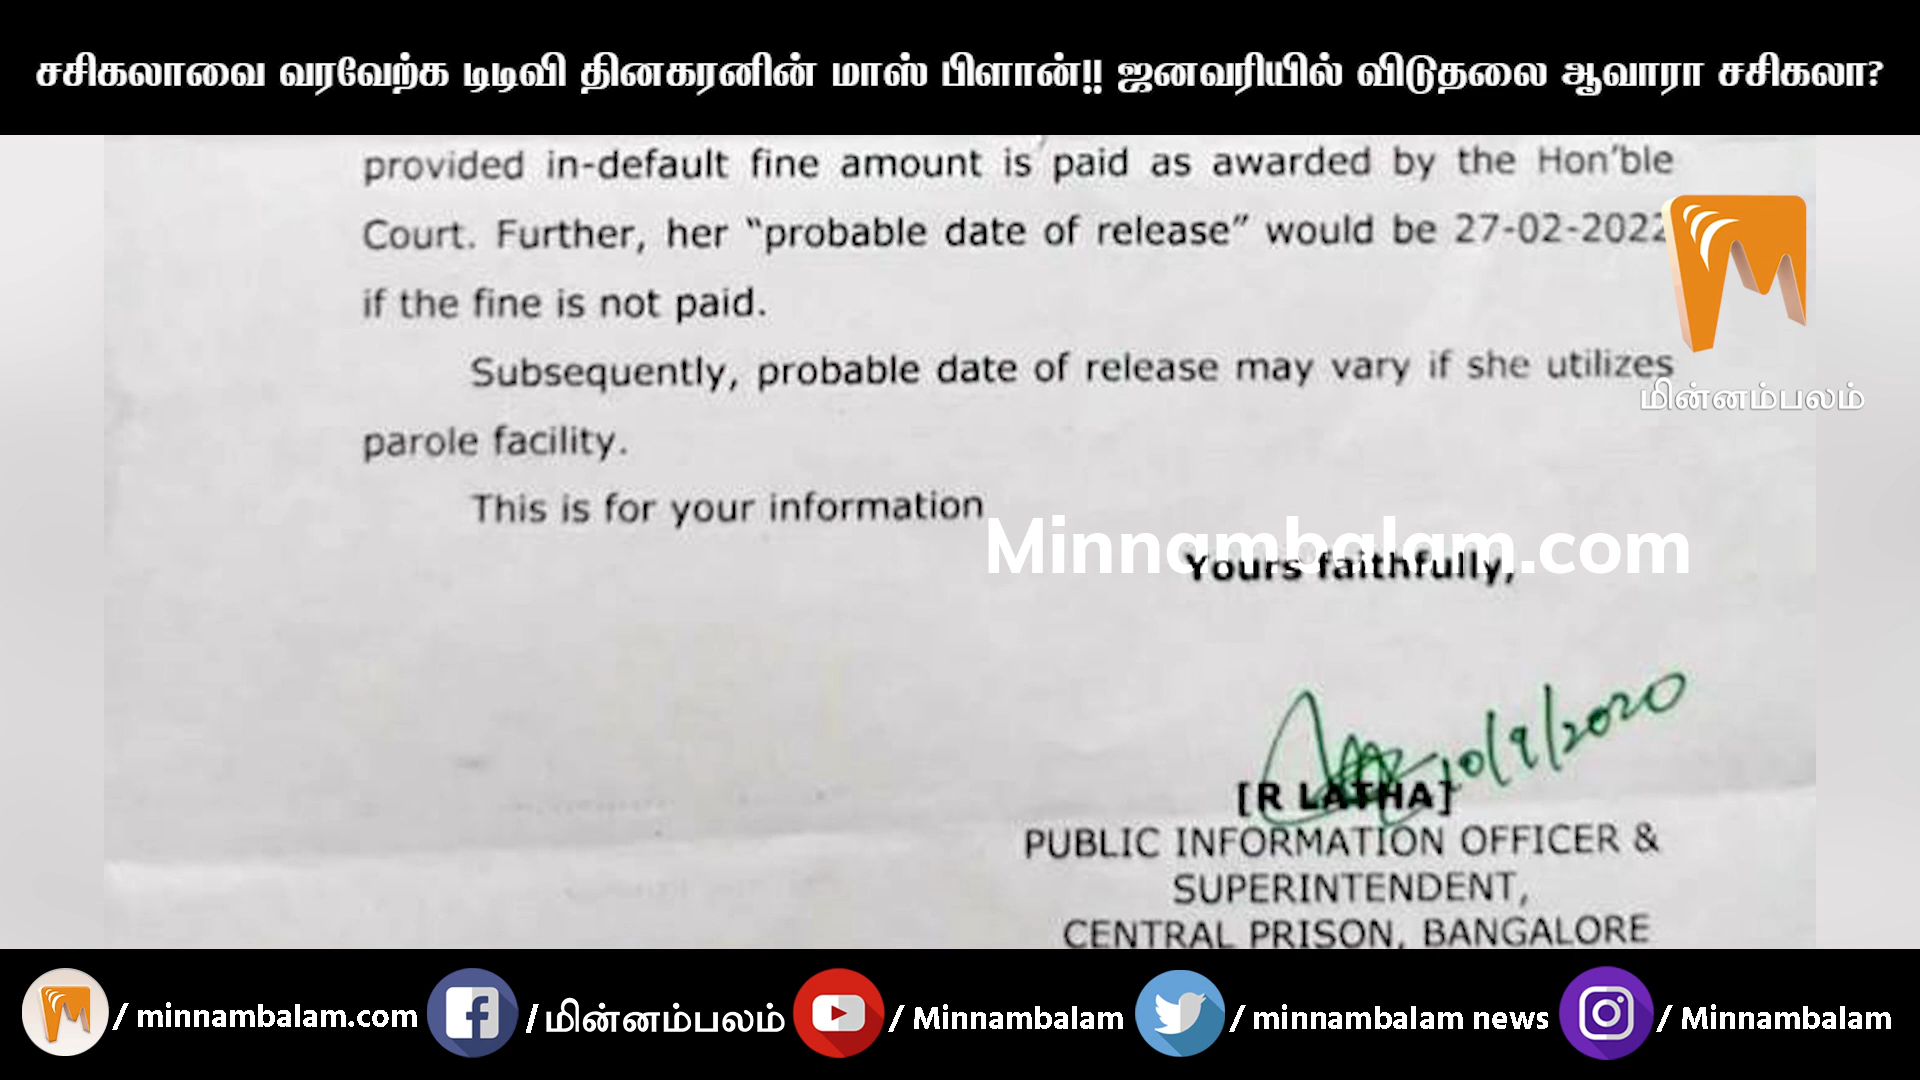 சசிகலாவை வரவேற்க டிடிவி தினகரனின் மாஸ் பிளான்!! ஜனவரியில் விடுதலை ஆவாரா சசிகலா?
provided in-default fine amount is paid as awarded by the Hon'ble
Court. Further, her “probable date of release” would be 27-02-2022
if the fine is not paid.
Subsequently, probable date of release may vary if she utilizes
மின்னம்பலம்
parole facility.
This is for your information
Minnambalam.com
Yours faithfully,
10/9/2020
[R LATHA]
PUBLIC INFORMATION OFFICER &
SUPERINTENDENT,
CENTRAL PRISON, BANGALORE
/ minnambalam.com / மின்னம்பலம் / Minnambalam / minnambalam news / Minnambalam